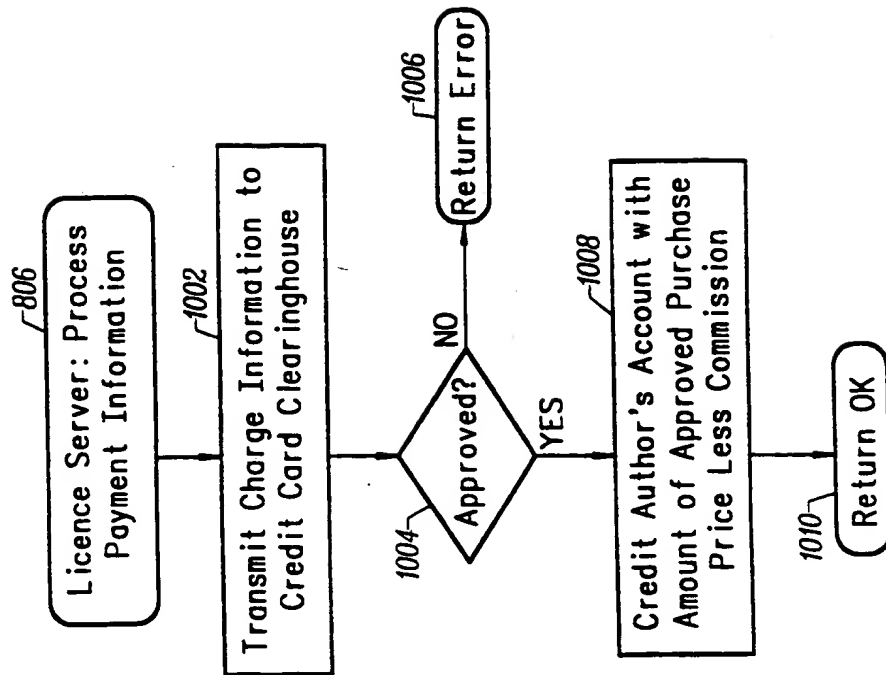 806
Licence Server: Process
Payment Information
1002
Transmit Charge Information to
Credit Card Clearinghouse
1004
Approved?
NO
1006
Return Error
YES
1008
Credit Author's Account with
Amount of Approved Purchase
Price Less Commission
1010
Return OK